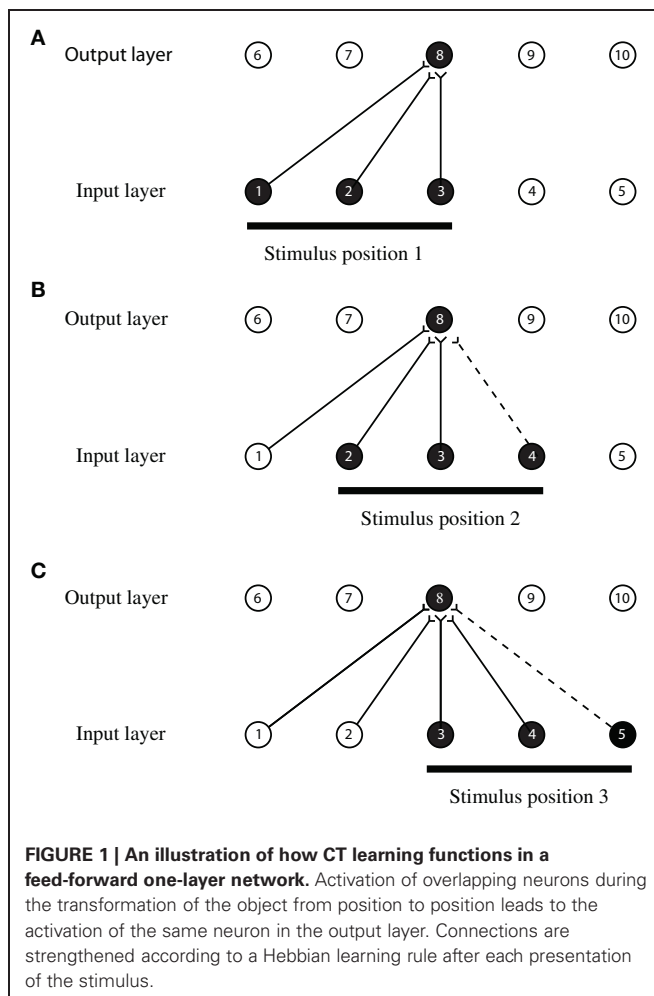 A
Output layer 6 7 8 9 10
Input layer 1 2 3 4 5
Stimulus position 1
B
Output layer 6 7 8 9 10
Input layer 1 2 3 4 5
Stimulus position 2
C
Output layer 6 7 8 9 10
Input layer 1 2 3 4 5
Stimulus position 3
FIGURE 1 | An illustration of how CT learning functions in a
feed-forward one-layer network. Activation of overlapping neurons during
the transformation of the object from position to position leads to the
activation of the same neuron in the output layer. Connections are
strengthened according to a Hebbian learning rule after each presentation
of the stimulus.